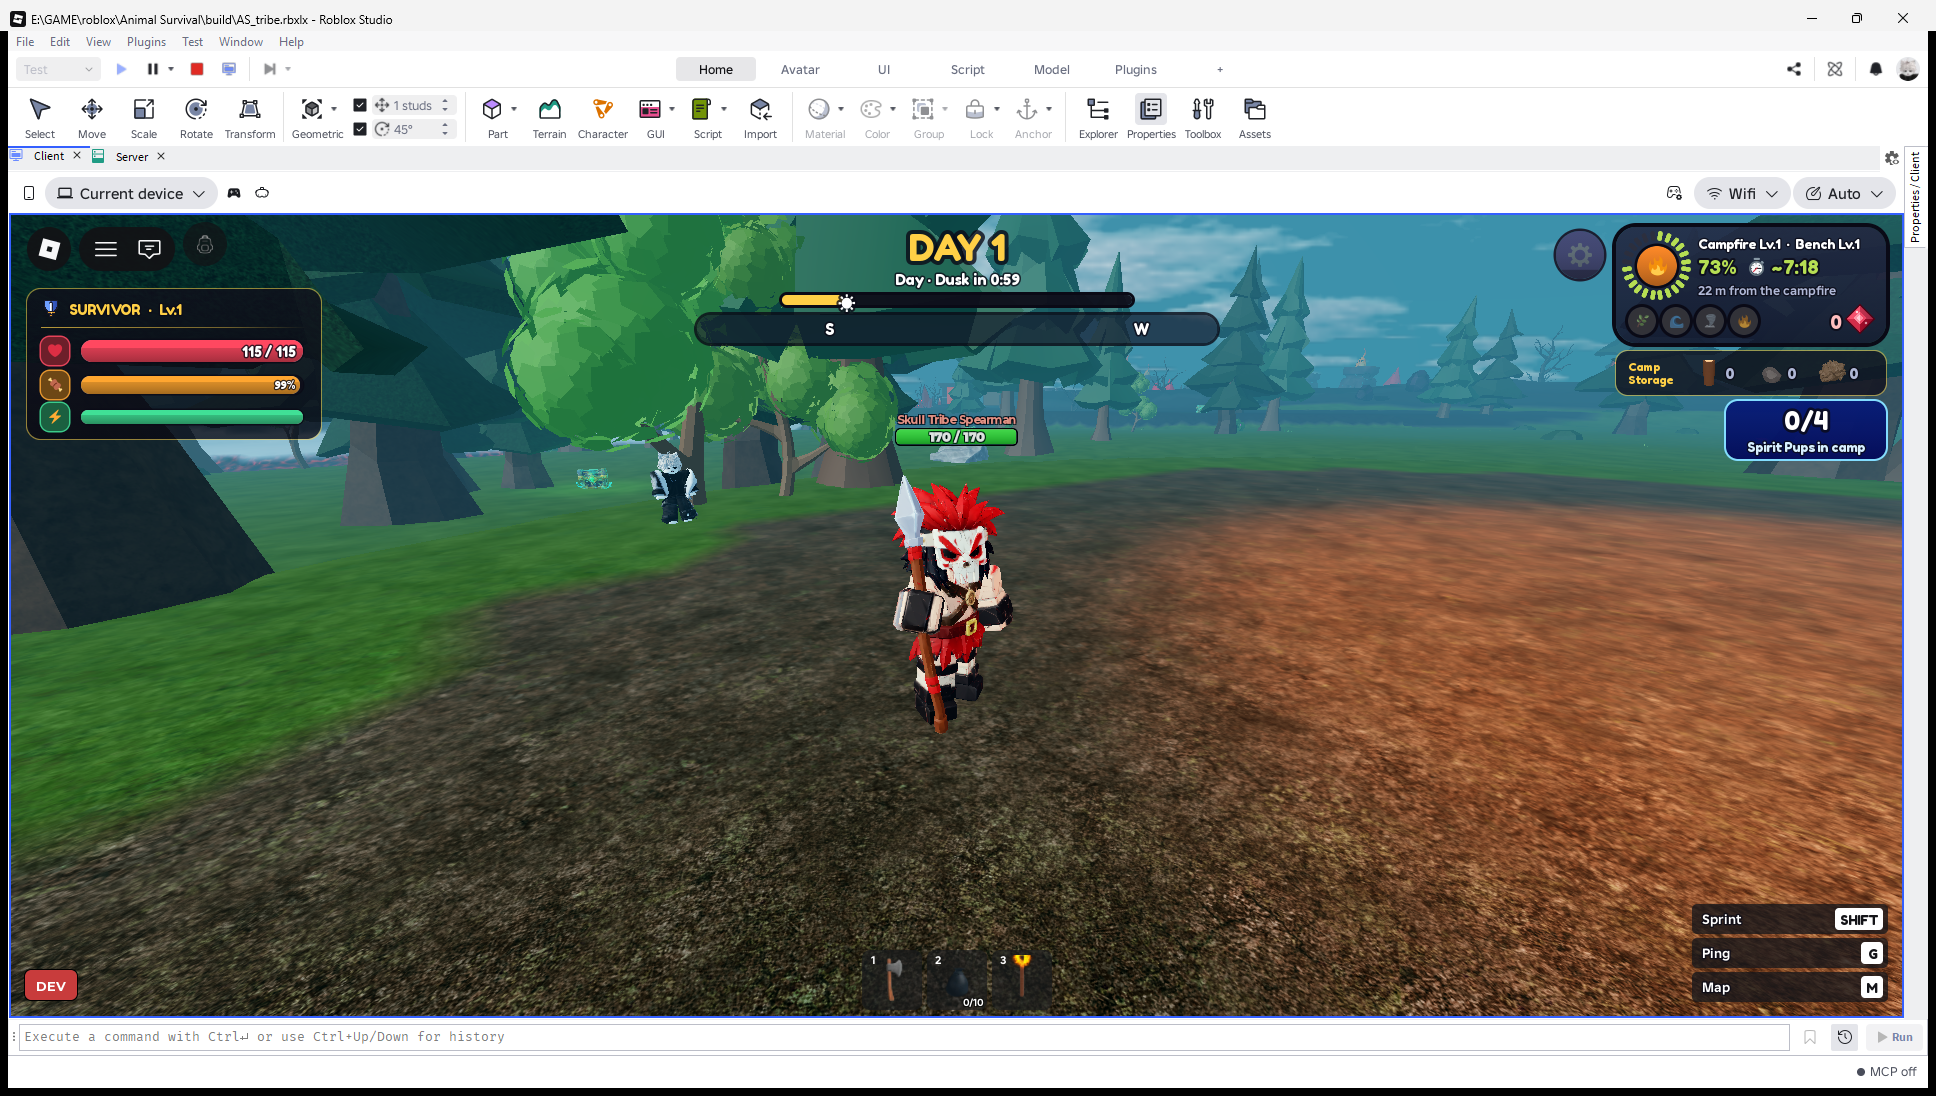 E:\GAME\roblox\Animal Survival\build\AS_tribe.rbxlx - Roblox Studio
File Edit View Plugins Test Window Help
Test
Home Avatar UI Script Model Plugins +
1 studs
45°
Select Move Scale Rotate Transform Geometric Part Terrain Character GUI Script Import Material Color Group Lock Anchor Explorer Properties Toolbox Assets
Client Server
Properties / Client
Current device
Wifi Auto
DAY 1
Day · Dusk in 0:59
S W
SURVIVOR · Lv.1
115 / 115
99%
Campfire Lv.1 · Bench Lv.1
73% ~7:18
22 m from the campfire
0
Camp Storage 0 0 0
0/4
Spirit Pups in camp
Skull Tribe Spearman
170 / 170
Sprint SHIFT
Ping G
Map M
1 2 3
0/10
DEV
Execute a command with Ctrl↵ or use Ctrl+Up/Down for history
Run
MCP off